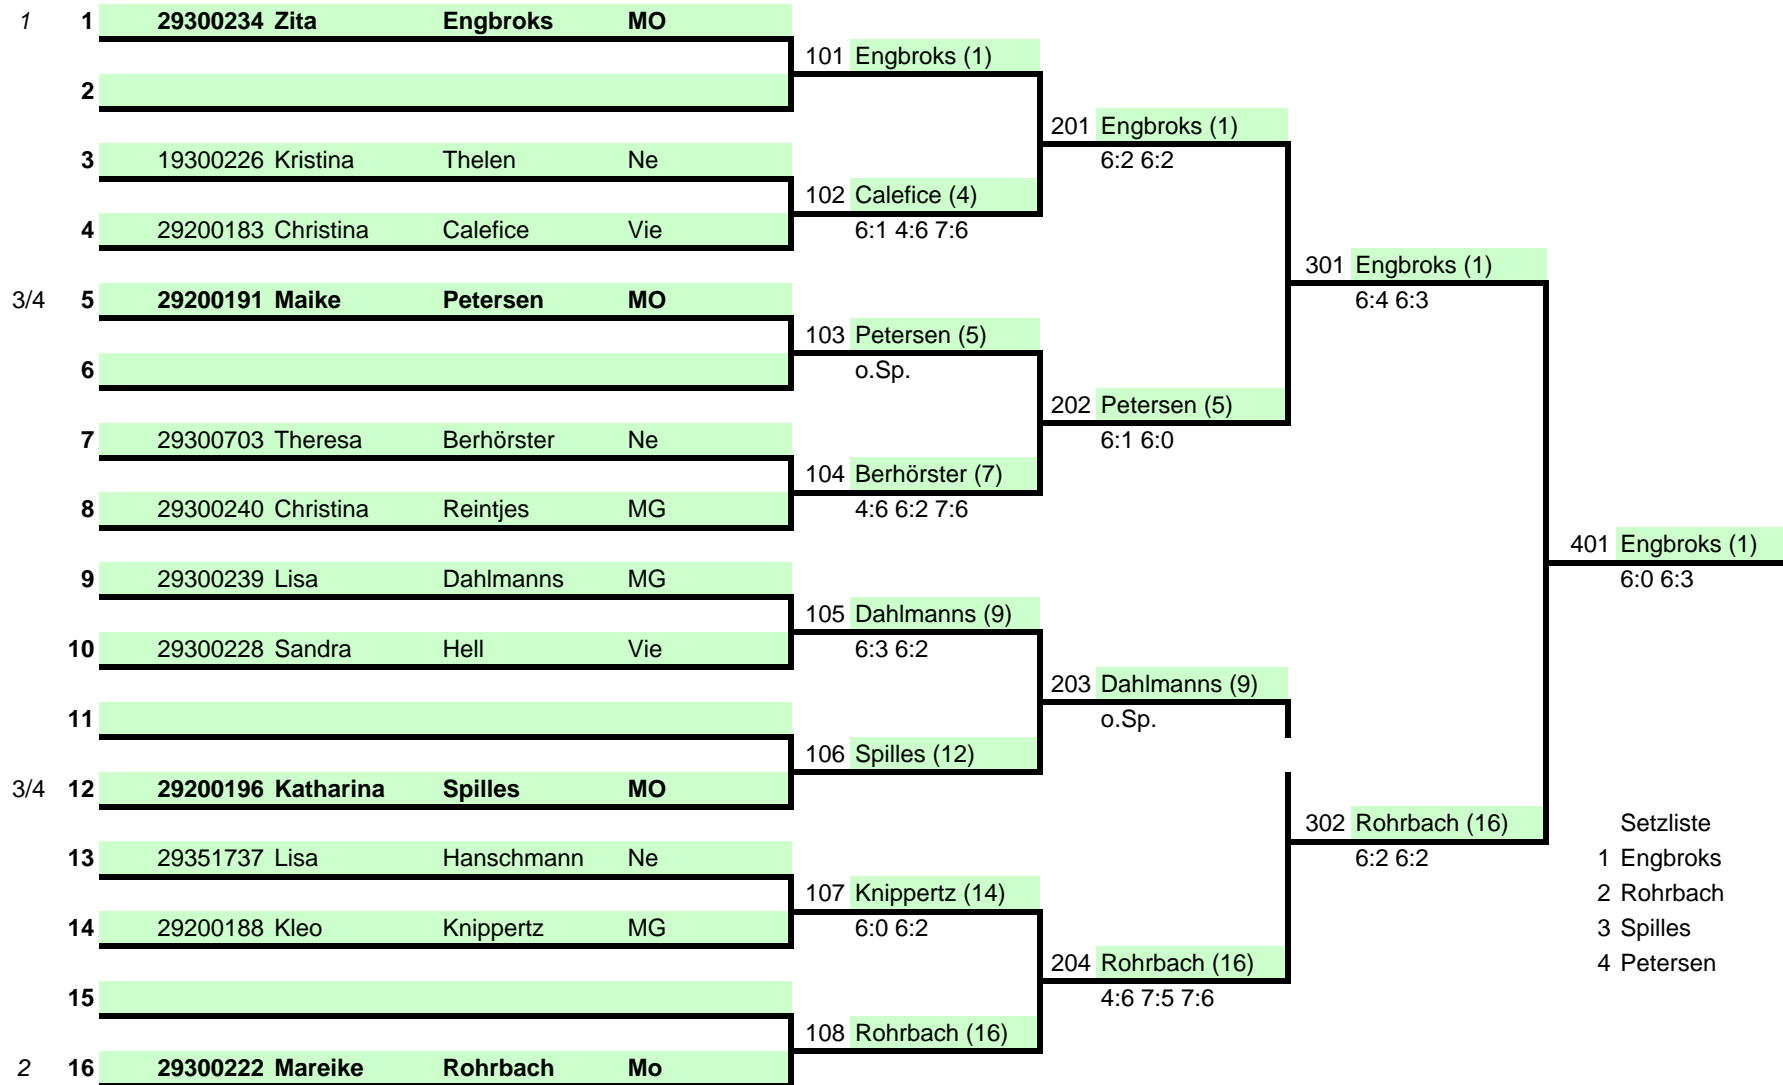 1 1 29300234 Zita Engbroks MO
101 Engbroks (1)
2
201 Engbroks (1)
3 19300226 Kristina Thelen Ne 6:2 6:2
102 Calefice (4)
4 29200183 Christina Calefice Vie 6:1 4:6 7:6
301 Engbroks (1)
3/4 5 29200191 Maike Petersen MO 6:4 6:3
103 Petersen (5)
6 o.Sp.
202 Petersen (5)
7 29300703 Theresa Berhörster Ne 6:1 6:0
104 Berhörster (7)
8 29300240 Christina Reintjes MG 4:6 6:2 7:6
401 Engbroks (1)
9 29300239 Lisa Dahlmanns MG 6:0 6:3
105 Dahlmanns (9)
10 29300228 Sandra Hell Vie 6:3 6:2
203 Dahlmanns (9)
11 o.Sp.
106 Spilles (12)
3/4 12 29200196 Katharina Spilles MO
302 Rohrbach (16) Setzliste
13 29351737 Lisa Hanschmann Ne 6:2 6:2 1 Engbroks
107 Knippertz (14) 2 Rohrbach
14 29200188 Kleo Knippertz MG 6:0 6:2 3 Spilles
204 Rohrbach (16) 4 Petersen
15 4:6 7:5 7:6
108 Rohrbach (16)
2 16 29300222 Mareike Rohrbach Mo